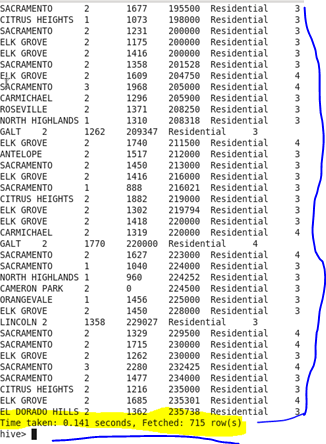 SACRAMENTO 2 1677 195500 Residential 3
CITRUS HEIGHTS 1 1073 198000 Residential 3
SACRAMENTO 2 1231 200000 Residential 3
ELK GROVE 2 1175 200000 Residential 3
ELK GROVE 2 1416 200000 Residential 3
SACRAMENTO 2 1358 201528 Residential 3
ELK GROVE 2 1609 204750 Residential 4
SACRAMENTO 3 1968 205000 Residential 4
CARMICHAEL 2 1296 205900 Residential 3
ROSEVILLE 2 1371 208250 Residential 3
NORTH HIGHLANDS 1 1310 208318 Residential 3
GALT 2 1262 209347 Residential 3
ELK GROVE 2 1740 211500 Residential 4
ANTELOPE 2 1517 212000 Residential 3
SACRAMENTO 2 1450 213000 Residential 3
ELK GROVE 2 1416 216000 Residential 3
SACRAMENTO 1 888 216021 Residential 3
CITRUS HEIGHTS 2 1882 219000 Residential 3
ELK GROVE 2 1302 219794 Residential 3
ELK GROVE 2 1418 220000 Residential 3
CARMICHAEL 2 1319 220000 Residential 4
GALT 2 1770 220000 Residential 4
SACRAMENTO 2 1627 223000 Residential 4
SACRAMENTO 1 1040 224000 Residential 3
NORTH HIGHLANDS 1 960 224252 Residential 3
CAMERON PARK 2 0 224500 Residential 3
ORANGEVALE 1 1456 225000 Residential 3
ELK GROVE 2 1450 228000 Residential 3
LINCOLN 2 1358 229027 Residential 3
SACRAMENTO 2 1329 229500 Residential 4
SACRAMENTO 2 1715 230000 Residential 4
ELK GROVE 2 1262 230000 Residential 3
SACRAMENTO 3 2280 232425 Residential 4
SACRAMENTO 2 1477 234000 Residential 3
CITRUS HEIGHTS 2 1216 235000 Residential 3
ELK GROVE 2 1685 235301 Residential 4
EL DORADO HILLS 2 1362 235738 Residential 3
Time taken: 0.141 seconds, Fetched: 715 row(s)
hive>